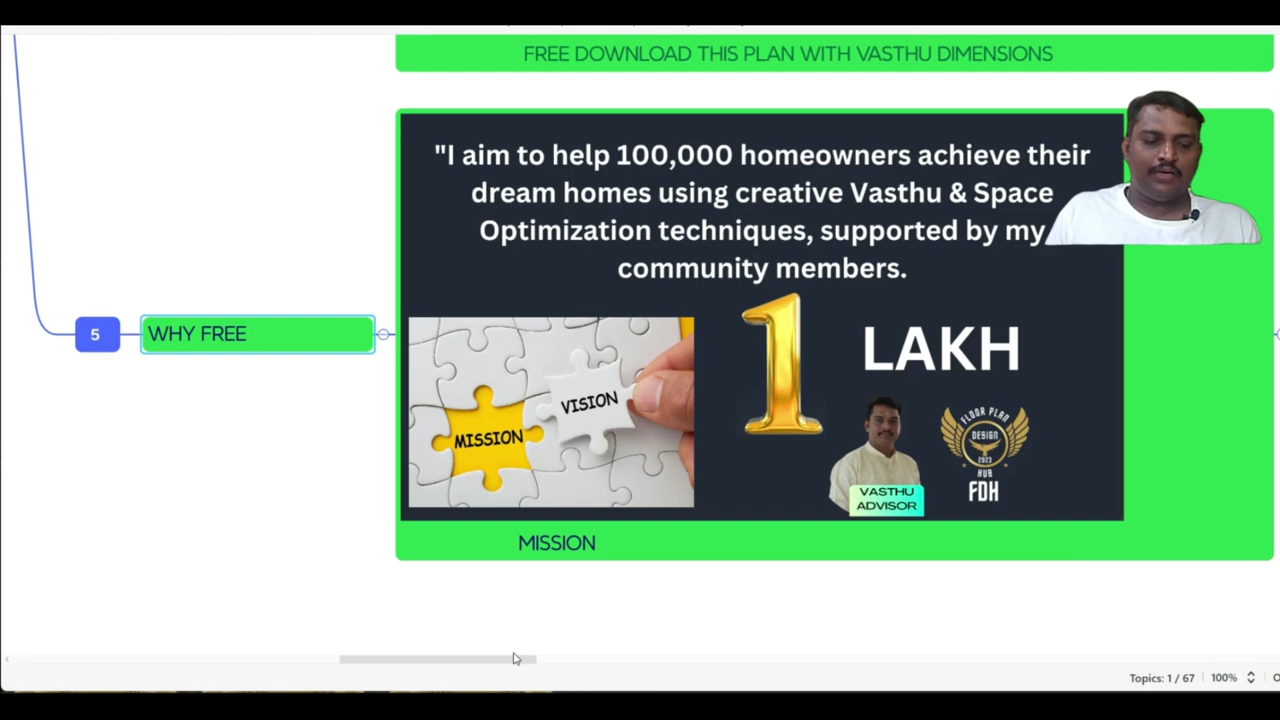 FREE DOWNLOAD THIS PLAN WITH VASTHU DIMENSIONS
"I aim to help 100,000 homeowners achieve their
dream homes using creative Vasthu & Space
Optimization techniques, supported by my
community members.
5
WHY FREE
MISSION
VISION
1
LAKH
VASTHU
ADVISOR
FLOOR PLAN
DESIGN
2023
HUB
FDH
MISSION
Topics: 1 / 67
100%